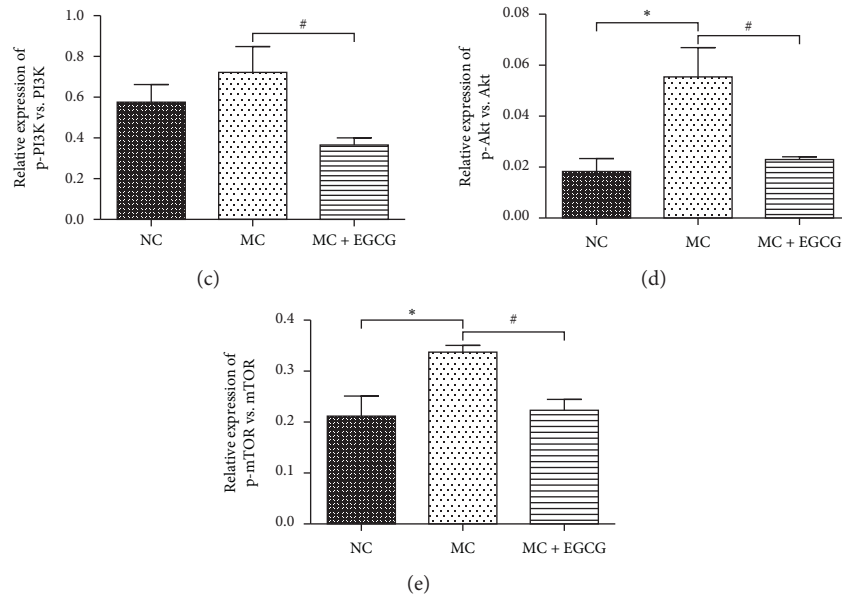 Relative expression of
p-PI3K vs. PI3K
1.0
0.8
0.6
0.4
0.2
0.0
#
NC
MC
MC + EGCG
(c)
Relative expression of
p-Akt vs. Akt
0.08
0.06
0.04
0.02
0.00
*
#
NC
MC
MC + EGCG
(d)
Relative expression of
p-mTOR vs. mTOR
0.4
0.3
0.2
0.1
0.0
*
#
NC
MC
MC + EGCG
(e)